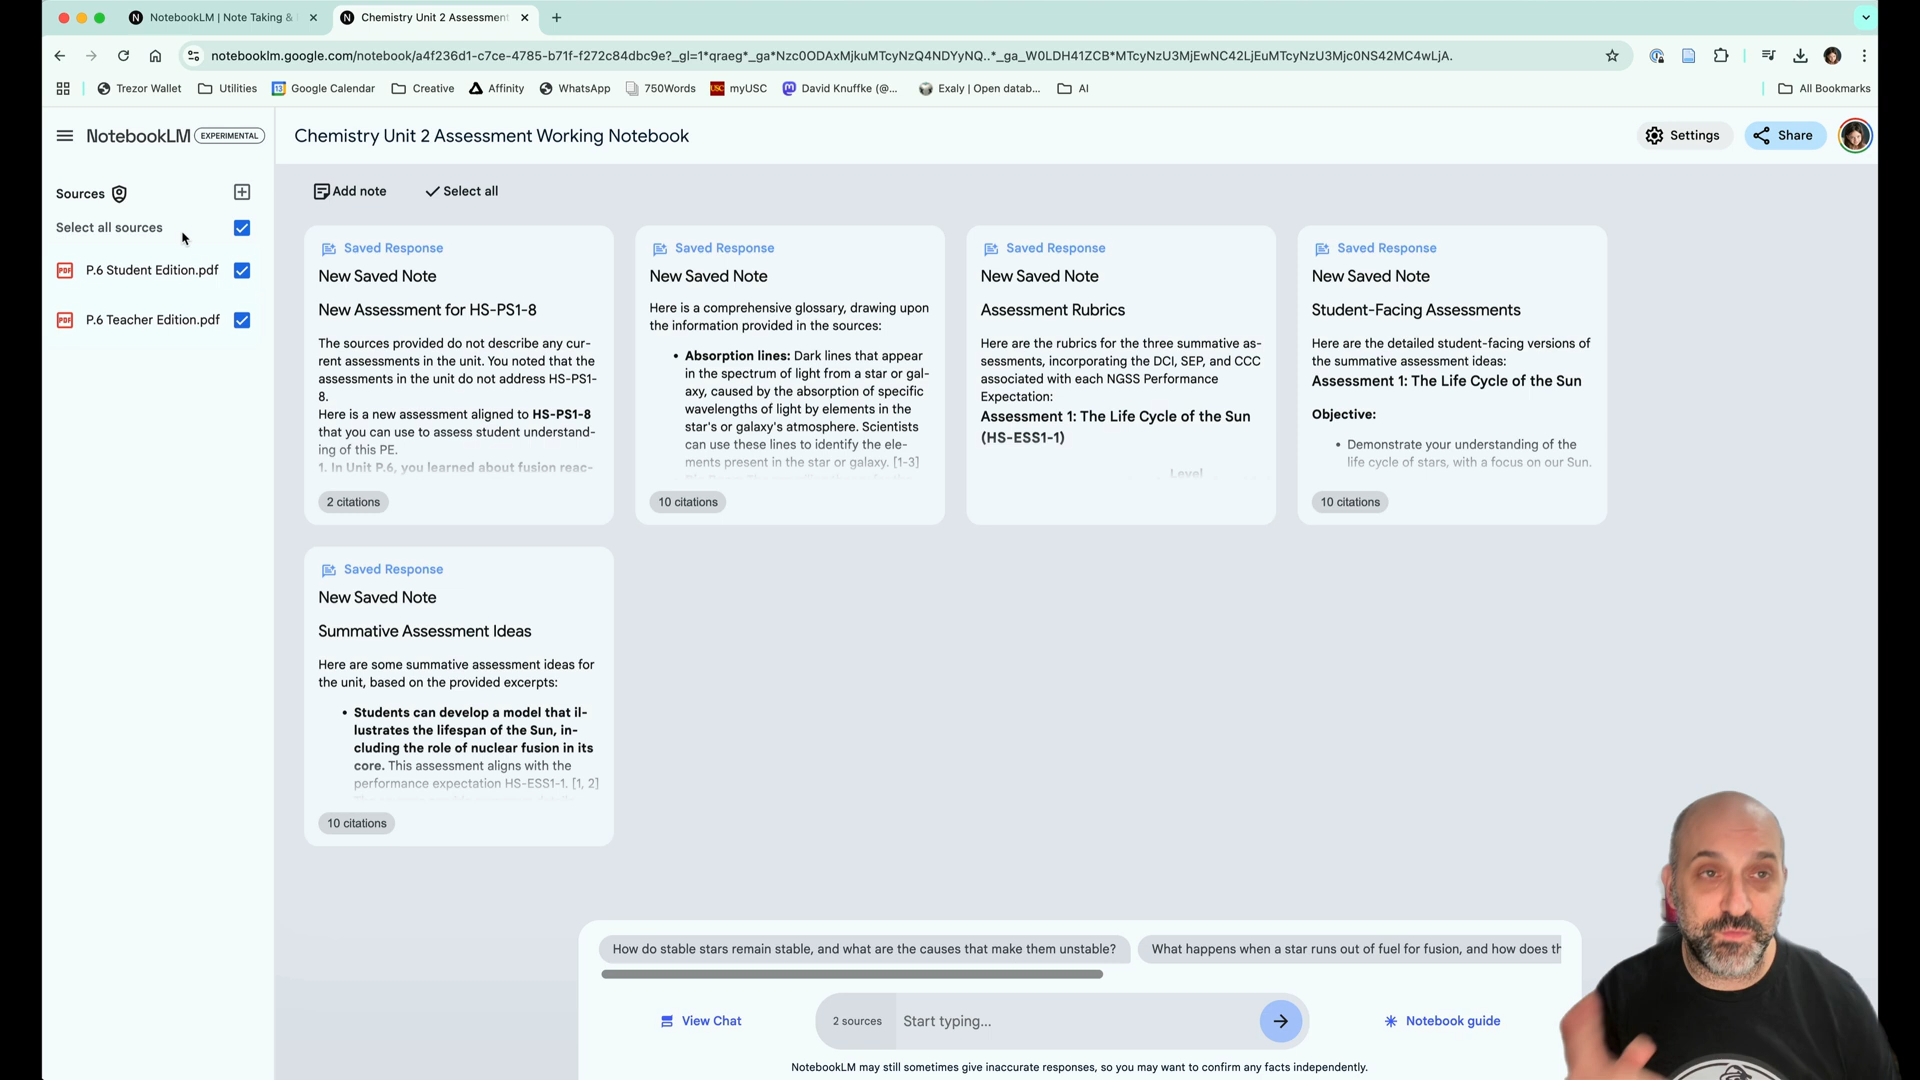 NotebookLM | Note Taking &
Chemistry Unit 2 Assessment
notebooklm.google.com/notebook/a4f236d1-c7ce-4785-b71f-f272c84dbc9e?_gl=1*qraeg*_ga*Nzc0ODAxMjkuMTcyNzQ4NDYyNQ..*_ga_W0LDH41ZCB*MTcyNzU3MjEwNC42LjEuMTcyNzU3Mjc0NS42MC4wLjA.
Trezor Wallet
Utilities
Google Calendar
Creative
Affinity
WhatsApp
750Words
USC myUSC
David Knuffke (@...
Exaly | Open datab...
AI
All Bookmarks
NotebookLM EXPERIMENTAL
Chemistry Unit 2 Assessment Working Notebook
Settings
Share
Sources
Select all sources
PDF P.6 Student Edition.pdf
PDF P.6 Teacher Edition.pdf
Add note
Select all
Saved Response
New Saved Note
New Assessment for HS-PS1-8
The sources provided do not describe any cur-
rent assessments in the unit. You noted that the
assessments in the unit do not address HS-PS1-
8.
Here is a new assessment aligned to HS-PS1-8
that you can use to assess student understand-
ing of this PE.
1. In Unit P.6, you learned about fusion reac-
2 citations
Saved Response
New Saved Note
Here is a comprehensive glossary, drawing upon
the information provided in the sources:
• Absorption lines: Dark lines that appear
in the spectrum of light from a star or gal-
axy, caused by the absorption of specific
wavelengths of light by elements in the
star's or galaxy's atmosphere. Scientists
can use these lines to identify the ele-
ments present in the star or galaxy. [1-3]
10 citations
Saved Response
New Saved Note
Assessment Rubrics
Here are the rubrics for the three summative as-
sessments, incorporating the DCI, SEP, and CCC
associated with each NGSS Performance
Expectation:
Assessment 1: The Life Cycle of the Sun
(HS-ESS1-1)
Level
Saved Response
New Saved Note
Student-Facing Assessments
Here are the detailed student-facing versions of
the summative assessment ideas:
Assessment 1: The Life Cycle of the Sun
Objective:
• Demonstrate your understanding of the
life cycle of stars, with a focus on our Sun.
10 citations
Saved Response
New Saved Note
Summative Assessment Ideas
Here are some summative assessment ideas for
the unit, based on the provided excerpts:
• Students can develop a model that il-
lustrates the lifespan of the Sun, in-
cluding the role of nuclear fusion in its
core. This assessment aligns with the
performance expectation HS-ESS1-1. [1, 2]
10 citations
How do stable stars remain stable, and what are the causes that make them unstable?
What happens when a star runs out of fuel for fusion, and how does th
View Chat
2 sources
Start typing...
Notebook guide
NotebookLM may still sometimes give inaccurate responses, so you may want to confirm any facts independently.